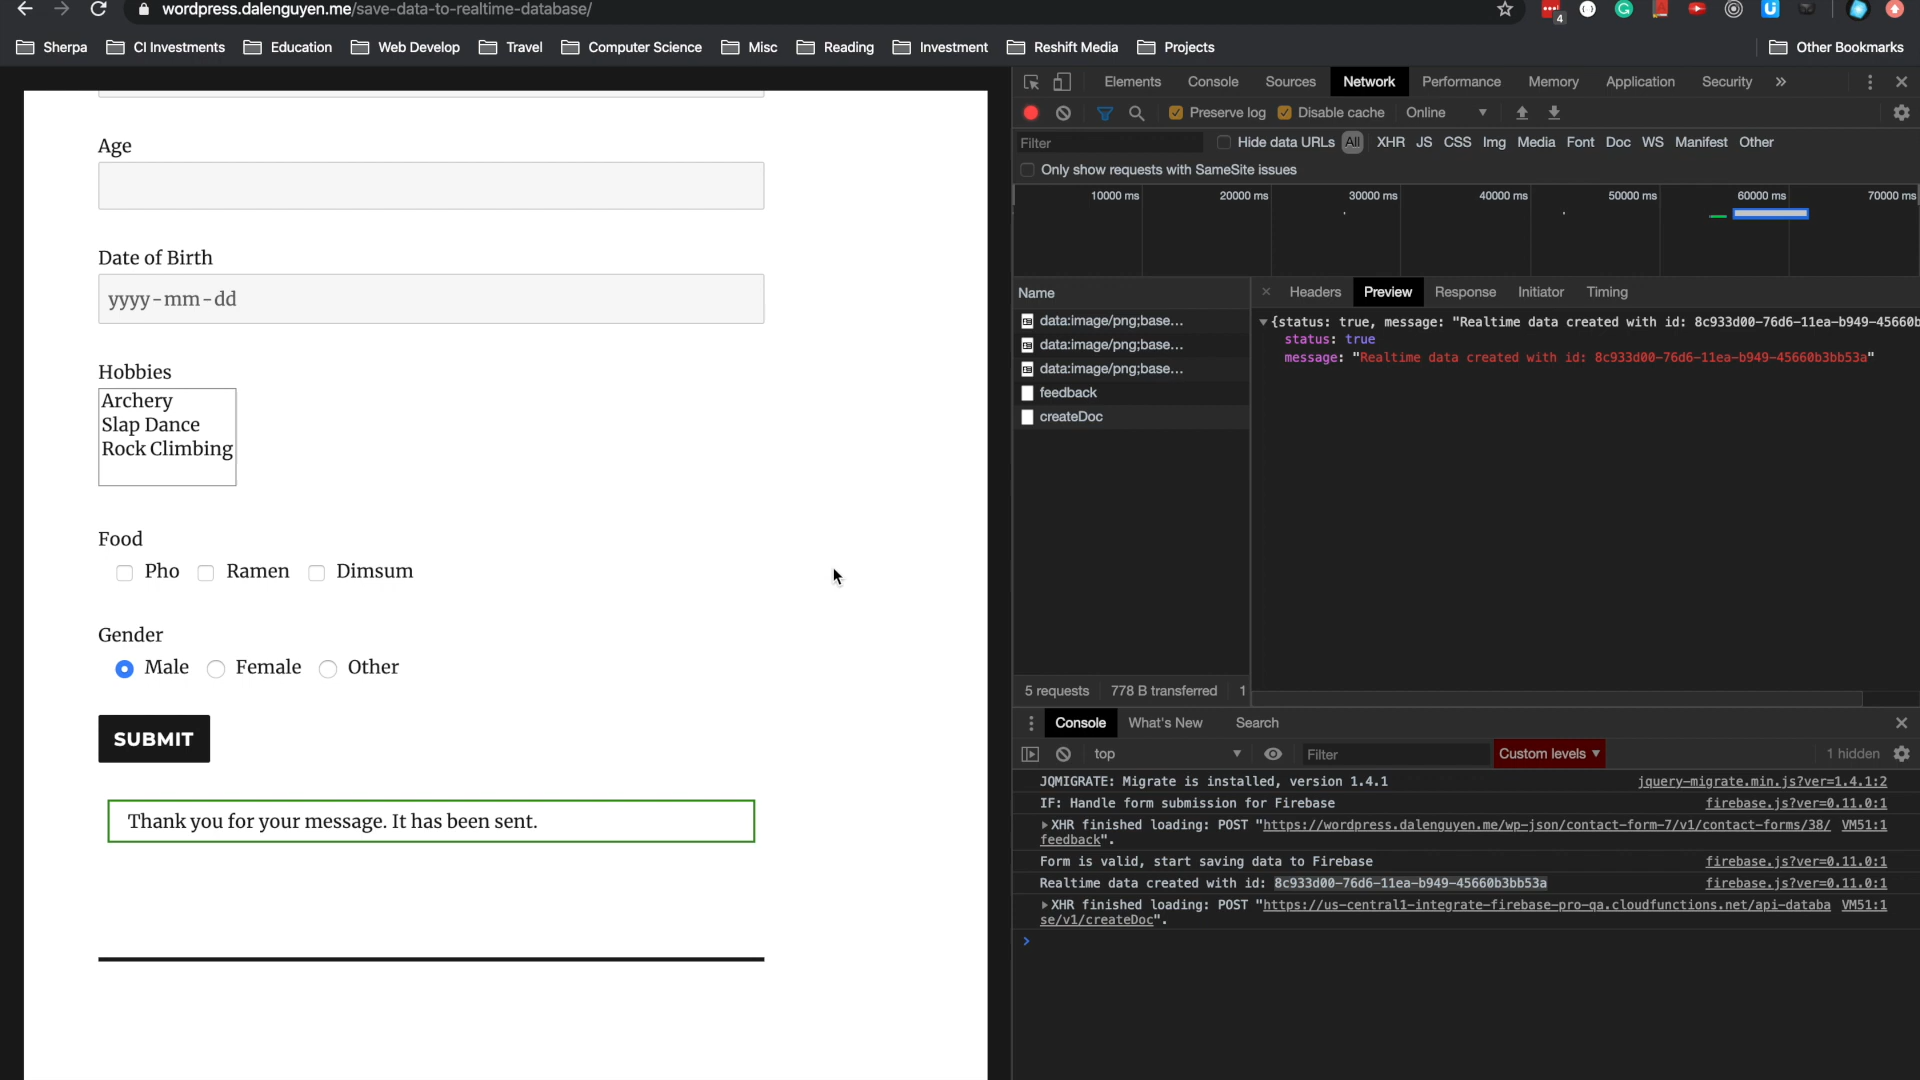 wordpress.dalenguyen.me/save-data-to-realtime-database/
4
Sherpa CI Investments Education Web Develop Travel Computer Science Misc Reading Investment Reshift Media Projects Other Bookmarks
Age
Date of Birth
yyyy-mm-dd
Hobbies
Archery
Slap Dance
Rock Climbing
Food
Pho Ramen Dimsum
Gender
Male Female Other
SUBMIT
Thank you for your message. It has been sent.
Elements Console Sources Network Performance Memory Application Security »
Preserve log Disable cache Online
Filter Hide data URLs All XHR JS CSS Img Media Font Doc WS Manifest Other
Only show requests with SameSite issues
10000 ms 20000 ms 30000 ms 40000 ms 50000 ms 60000 ms 70000 ms
Name
data:image/png;base...
data:image/png;base...
data:image/png;base...
feedback
createDoc
5 requests 778 B transferred 1
Headers Preview Response Initiator Timing
{status: true, message: "Realtime data created with id: 8c933d00-76d6-11ea-b949-45660b
status: true
message: "Realtime data created with id: 8c933d00-76d6-11ea-b949-45660b3bb53a"
Console What's New Search
top Filter Custom levels 1 hidden
JQMIGRATE: Migrate is installed, version 1.4.1 jquery-migrate.min.js?ver=1.4.1:2
IF: Handle form submission for Firebase firebase.js?ver=0.11.0:1
XHR finished loading: POST "https://wordpress.dalenguyen.me/wp-json/contact-form-7/v1/contact-forms/38/ VM51:1
feedback".
Form is valid, start saving data to Firebase firebase.js?ver=0.11.0:1
Realtime data created with id: 8c933d00-76d6-11ea-b949-45660b3bb53a firebase.js?ver=0.11.0:1
XHR finished loading: POST "https://us-central1-integrate-firebase-pro-qa.cloudfunctions.net/api-databa VM51:1
se/v1/createDoc".